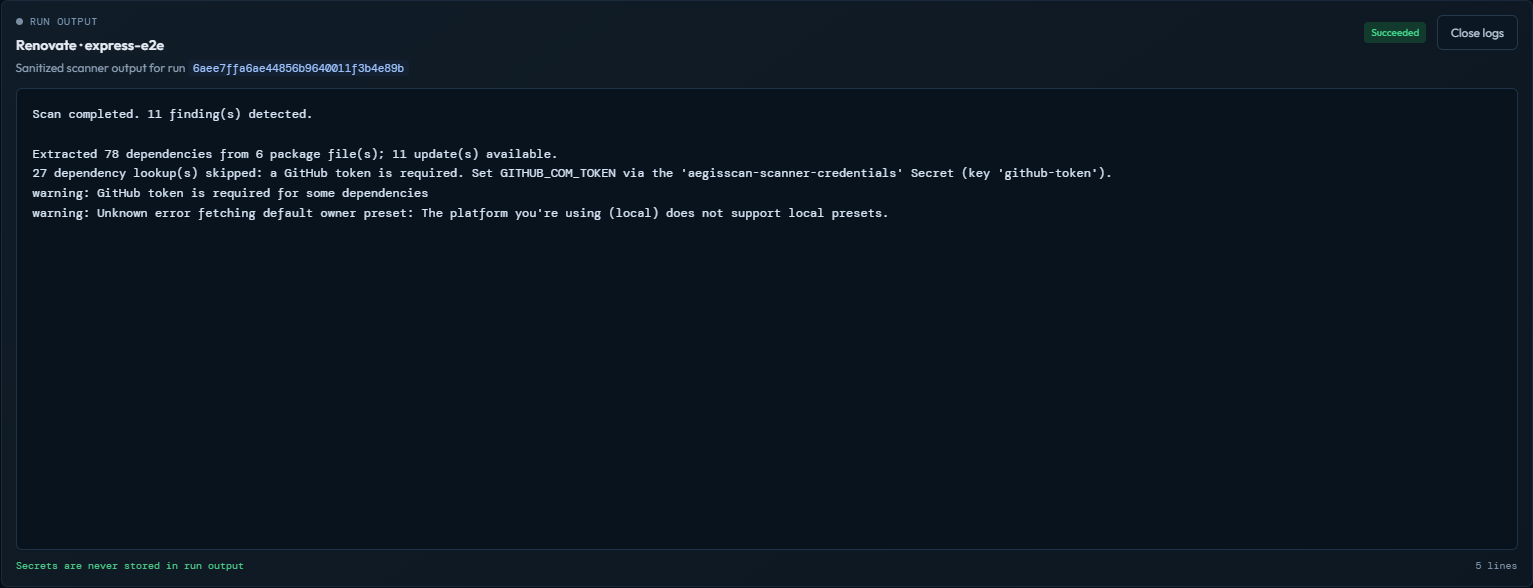 RUN OUTPUT
Renovate · express-e2e
Sanitized scanner output for run 6aee7ffa6ae44856b9640011f3b4e89b
Succeeded
Close logs
Scan completed. 11 finding(s) detected.
Extracted 78 dependencies from 6 package file(s); 11 update(s) available.
27 dependency lookup(s) skipped: a GitHub token is required. Set GITHUB_COM_TOKEN via the 'aegisscan-scanner-credentials' Secret (key 'github-token').
warning: GitHub token is required for some dependencies
warning: Unknown error fetching default owner preset: The platform you're using (local) does not support local presets.
Secrets are never stored in run output
5 lines